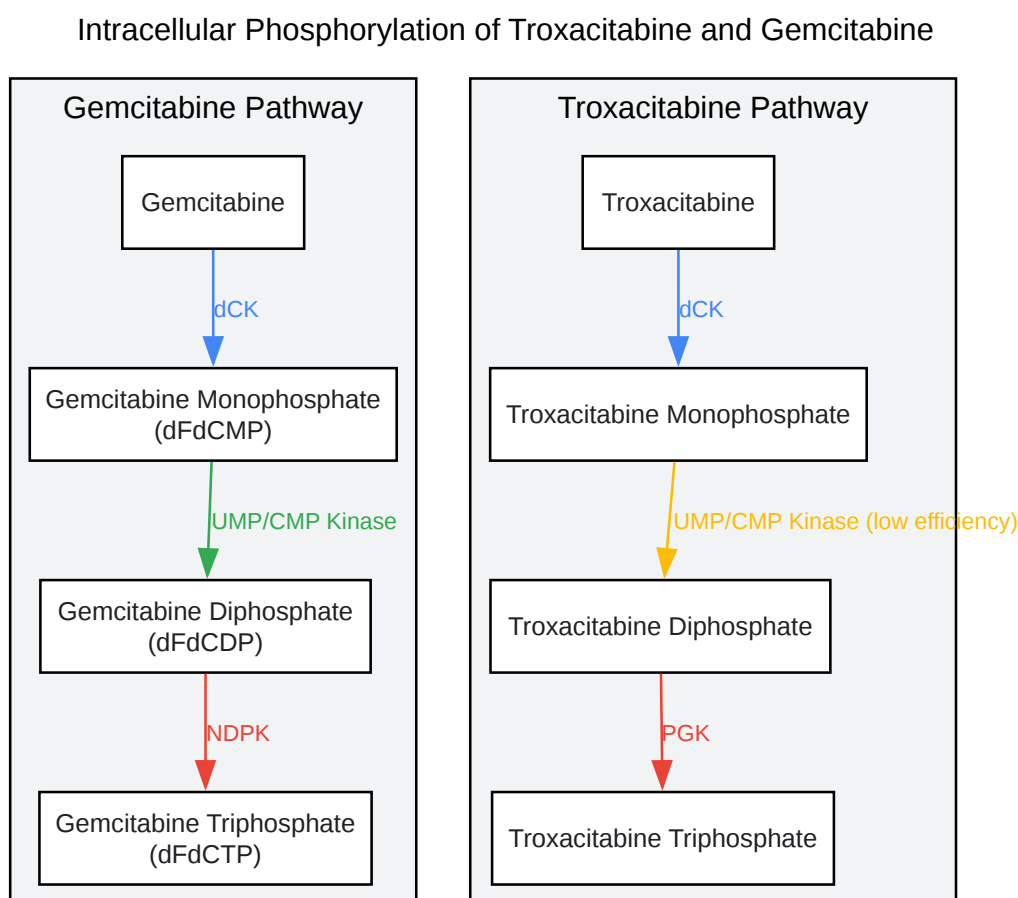 Intracellular Phosphorylation of Troxacitabine and Gemcitabine
Gemcitabine Pathway
Gemcitabine
dCK
Gemcitabine Monophosphate
(dFdCMP)
UMP/CMP Kinase
Gemcitabine Diphosphate
(dFdCDP)
NDPK
Gemcitabine Triphosphate
(dFdCTP)
Troxacitabine Pathway
Troxacitabine
dCK
Troxacitabine Monophosphate
UMP/CMP Kinase (low efficiency)
Troxacitabine Diphosphate
PGK
Troxacitabine Triphosphate